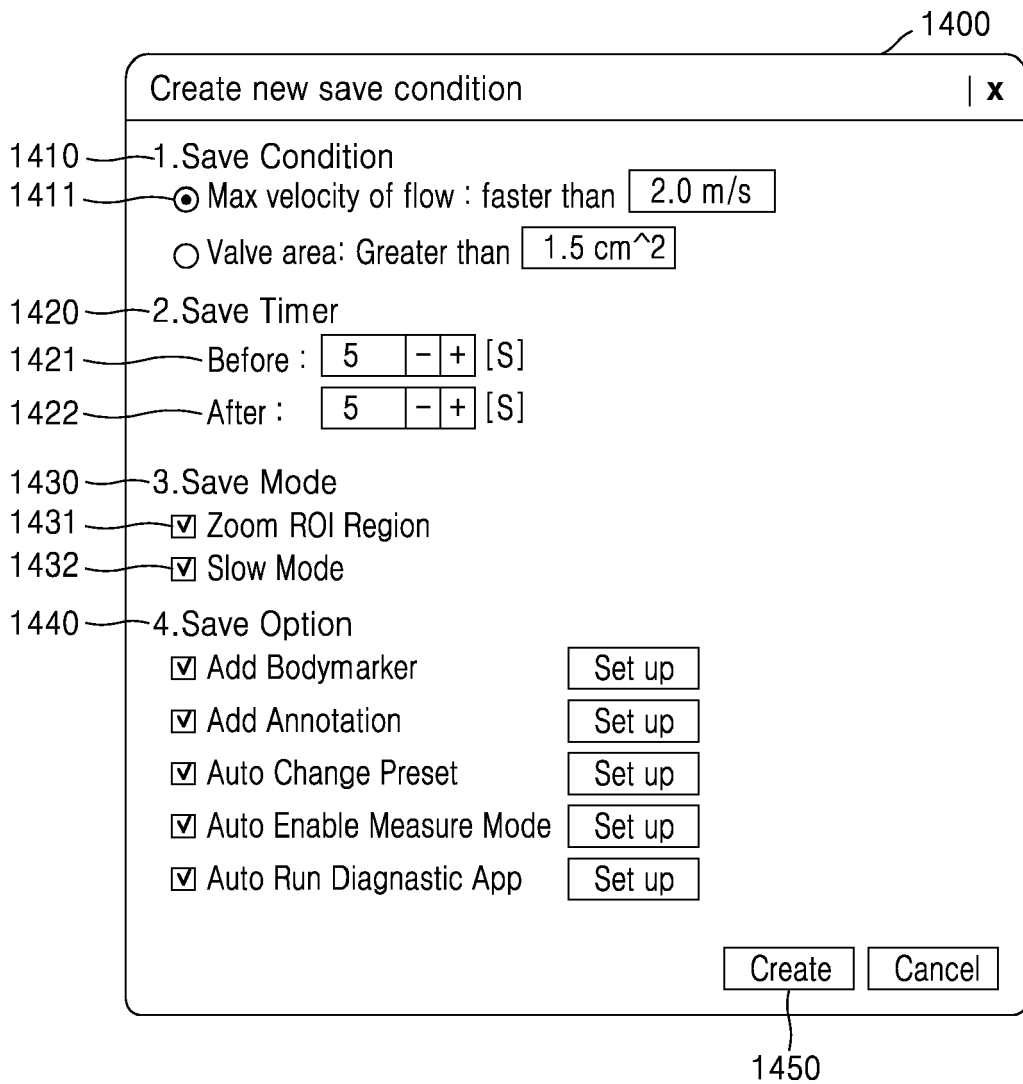 1400
Create new save condition | x
1410 1.Save Condition
1411 Max velocity of flow : faster than 2.0 m/s
Valve area: Greater than 1.5 cm^2
1420 2.Save Timer
1421 Before : 5 - + [S]
1422 After : 5 - + [S]
1430 3.Save Mode
1431 Zoom ROI Region
1432 Slow Mode
1440 4.Save Option
Add Bodymarker Set up
Add Annotation Set up
Auto Change Preset Set up
Auto Enable Measure Mode Set up
Auto Run Diagnastic App Set up
Create Cancel
1450